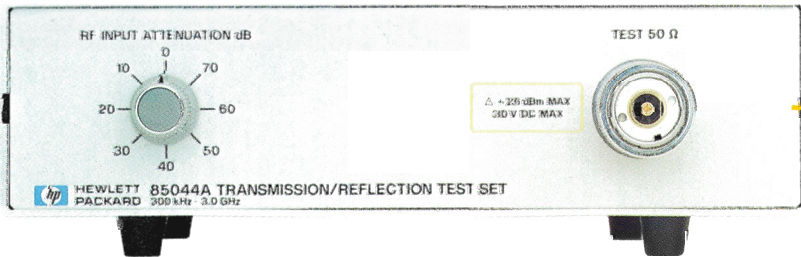 RF INPUT ATTENUATION dB
0
10 70
20 60
30 50
40
TEST 50 Ω
MAX
V DC MAX
hp HEWLETT PACKARD
85044A TRANSMISSION/REFLECTION TEST SET
300 kHz - 3.0 GHz